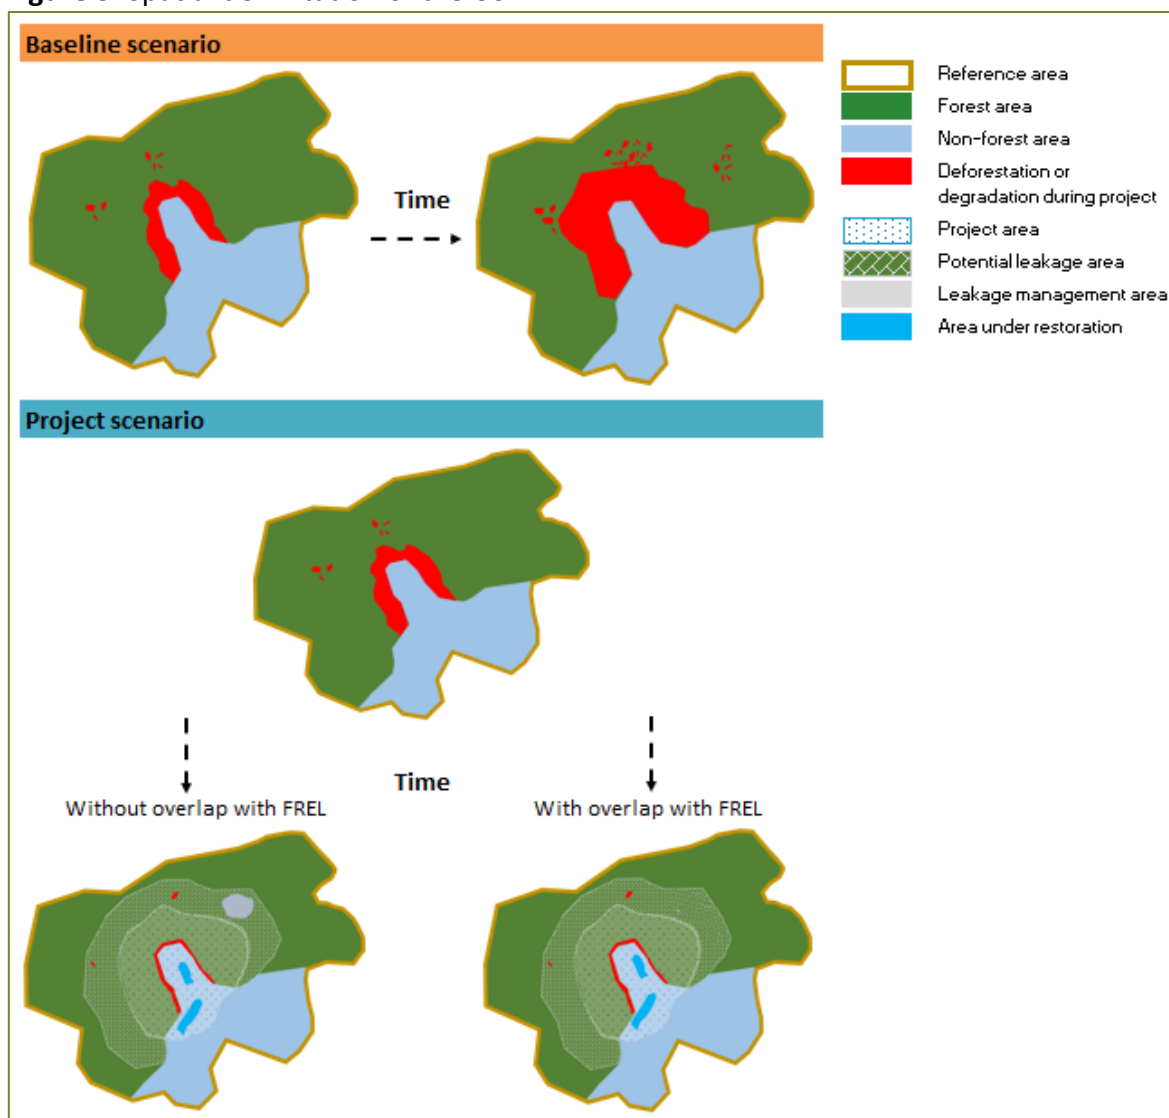 Baseline scenario
Time
Reference area
Forest area
Non-forest area
Deforestation or
degradation during project
Project area
Potential leakage area
Leakage management area
Area under restoration
Project scenario
Time
Without overlap with FREL
With overlap with FREL